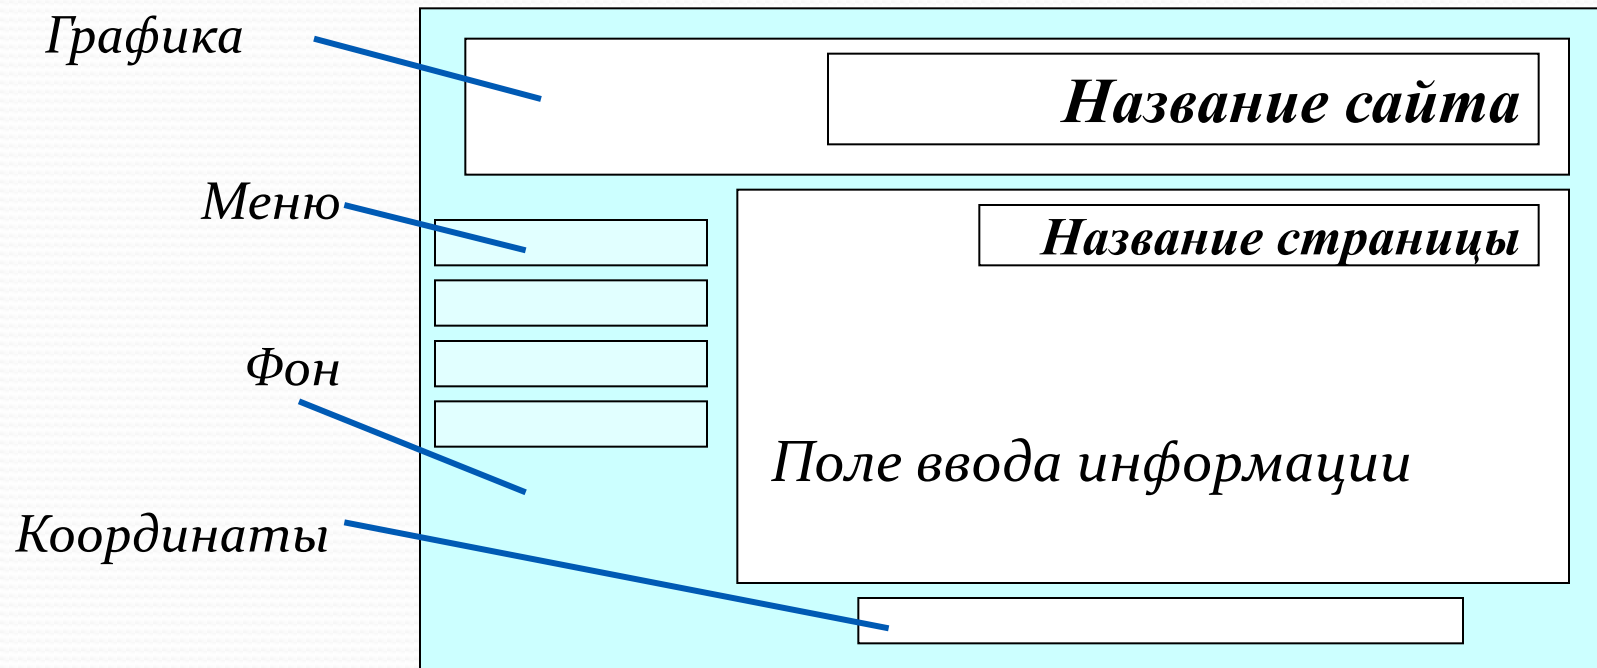 Графика
Название сайта
Меню
Название страницы
Фон
Поле ввода информации
Координаты